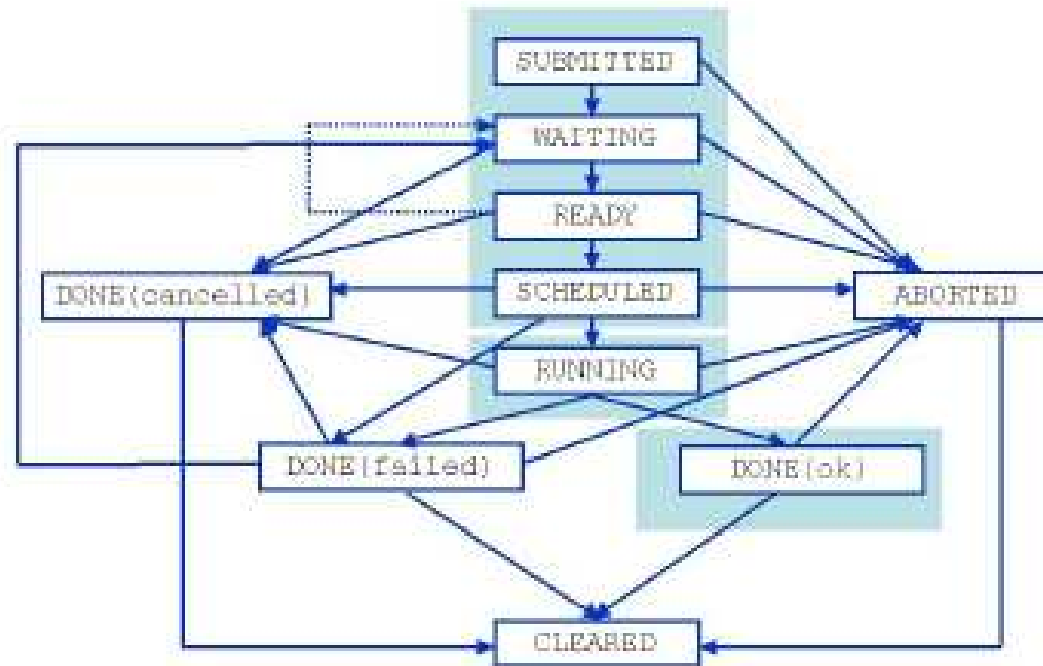 SUBMITTED
WAITING
READY
DONE(cancelled)
SCHEDULED
ABORTED
RUNNING
DONE(failed)
DONE(ok)
CLEARED